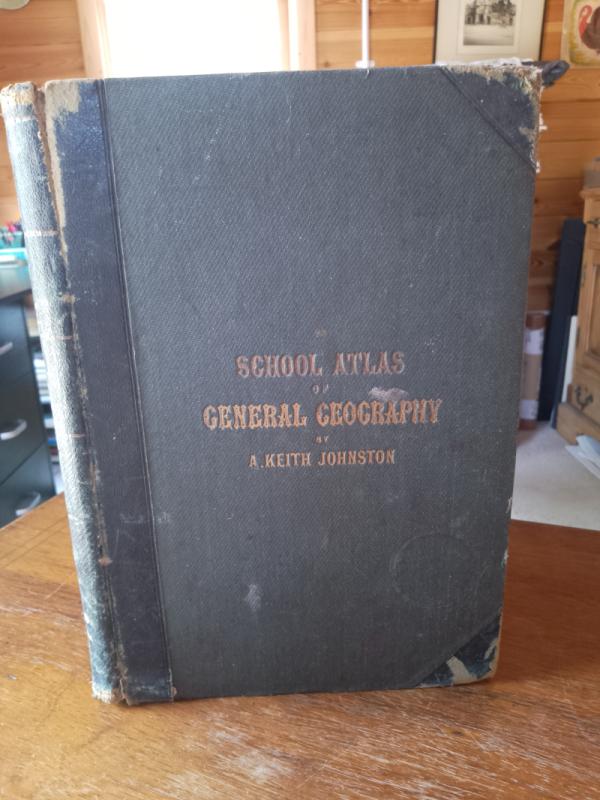 SCHOOL ATLAS
OF
GENERAL GEOGRAPHY
BY
A. KEITH JOHNSTON